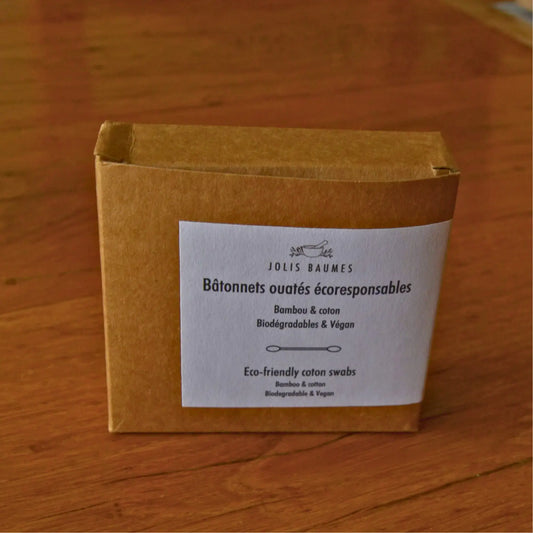 JOLIS BAUMES
Bâtonnets ouatés écoresponsables
Bambou & coton
Biodégradables & Végan
Eco-friendly coton swabs
Bamboo & cotton
Biodegradable & Vegan